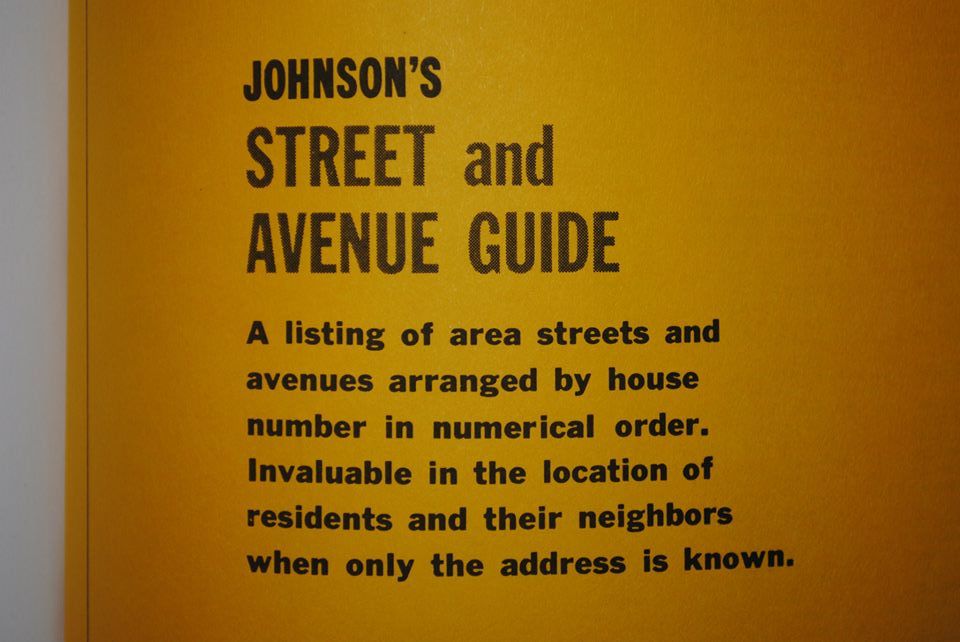 JOHNSON'S
STREET and
AVENUE GUIDE
A listing of area streets and
avenues arranged by house
number in numerical order.
Invaluable in the location of
residents and their neighbors
when only the address is known.